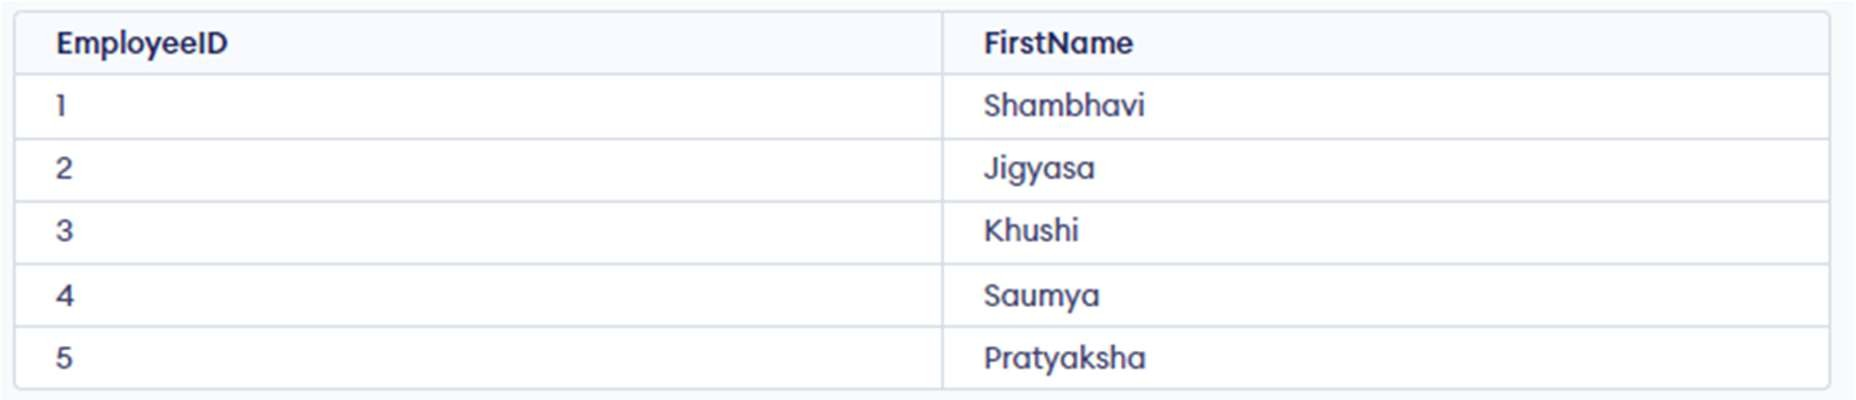 EmployeeID FirstName
1 Shambhavi
2 Jigyasa
3 Khushi
4 Saumya
5 Pratyaksha